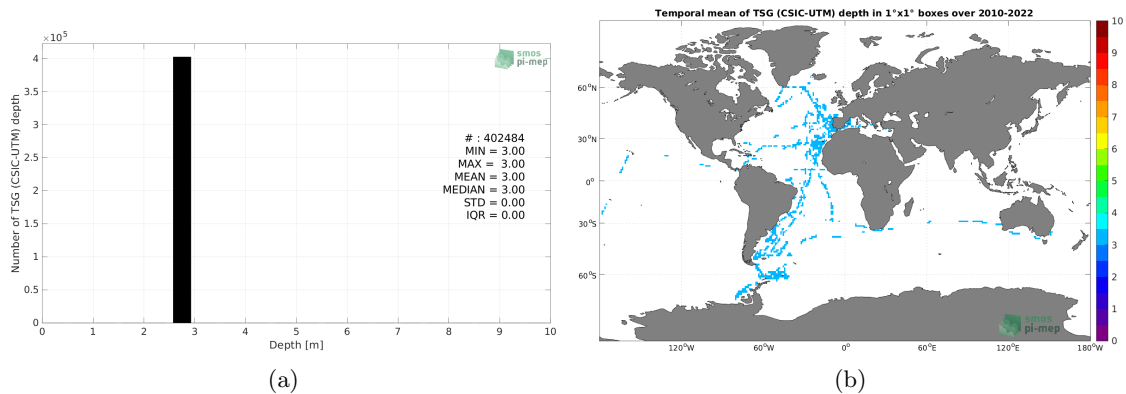 ×10⁵
4
3.5
3
2.5
2
1.5
1
0.5
0
0 1 2 3 4 5 6 7 8 9 10
Number of TSG (CSIC-UTM) depth
Depth [m]
smos
pi-mep
# : 402484
MIN = 3.00
MAX = 3.00
MEAN = 3.00
MEDIAN = 3.00
STD = 0.00
IQR = 0.00
(a)
Temporal mean of TSG (CSIC-UTM) depth in 1°x1° boxes over 2010-2022
60°N
30°N
0°
30°S
60°S
120°W 60°W 0° 60°E 120°E 180°W
smos
pi-mep
10
9
8
7
6
5
4
3
2
1
0
(b)